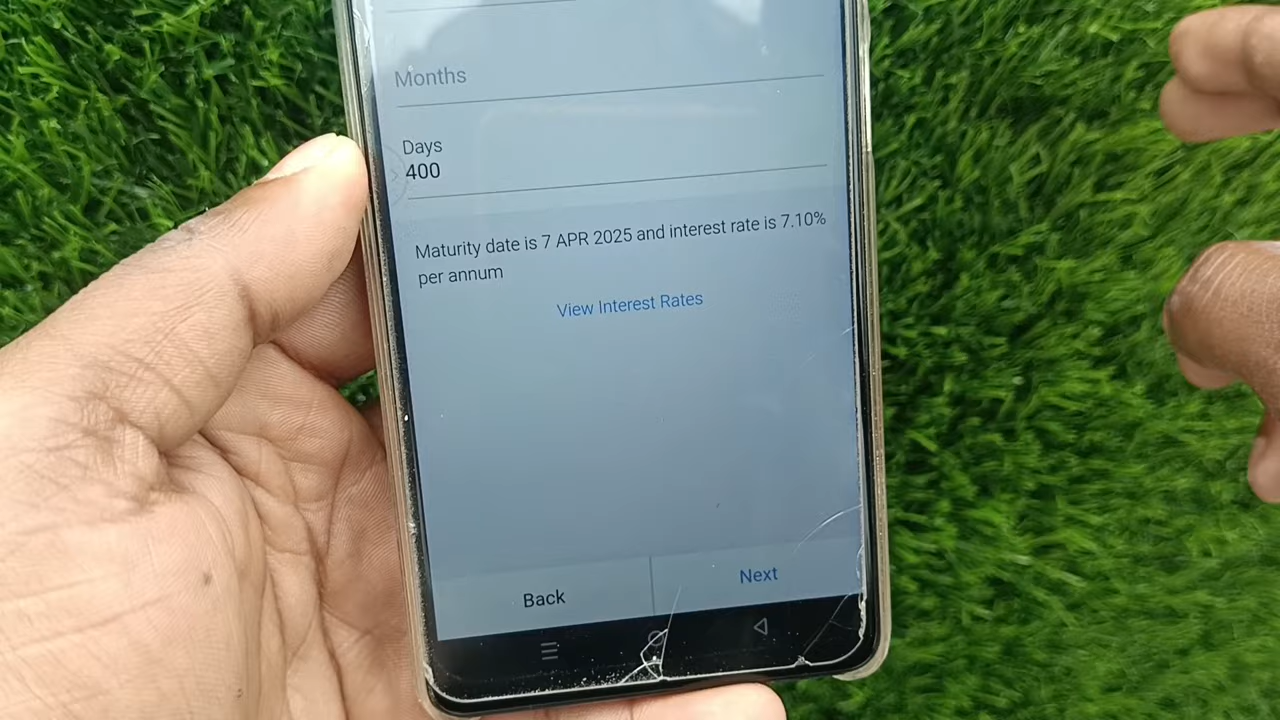 Months
Days
400
Maturity date is 7 APR 2025 and interest rate is 7.10%
per annum
View Interest Rates
Back
Next